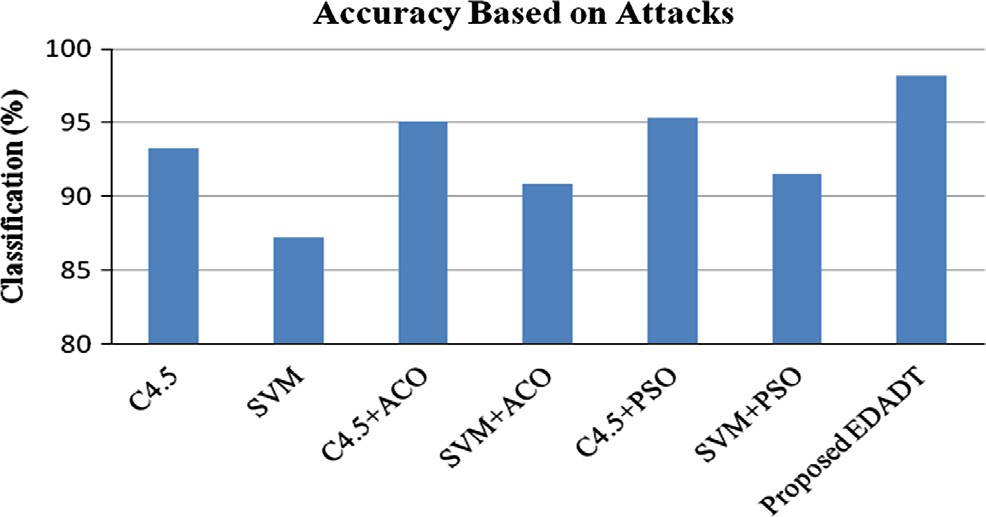 Accuracy Based on Attacks
Classification (%)
100
95
90
85
80
C4.5
SVM
C4.5+ACO
SVM+ACO
C4.5+PSO
SVM+PSO
Proposed EDADT